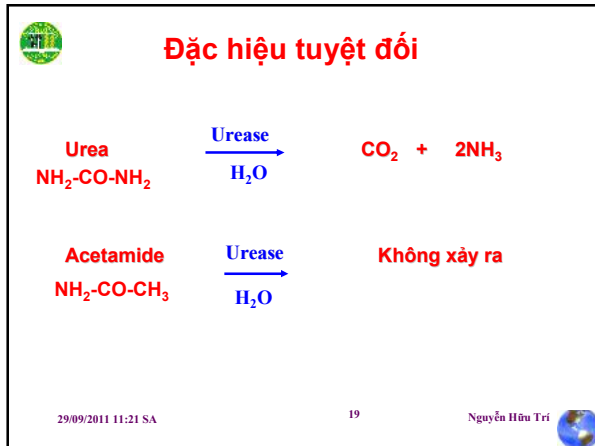 Đặc hiệu tuyệt đối
Urea
NH₂-CO-NH₂
Urease
H₂O
CO₂ + 2NH₃
Acetamide
NH₂-CO-CH₃
Urease
H₂O
Không xảy ra
29/09/2011 11:21 SA
19
Nguyễn Hữu Trí